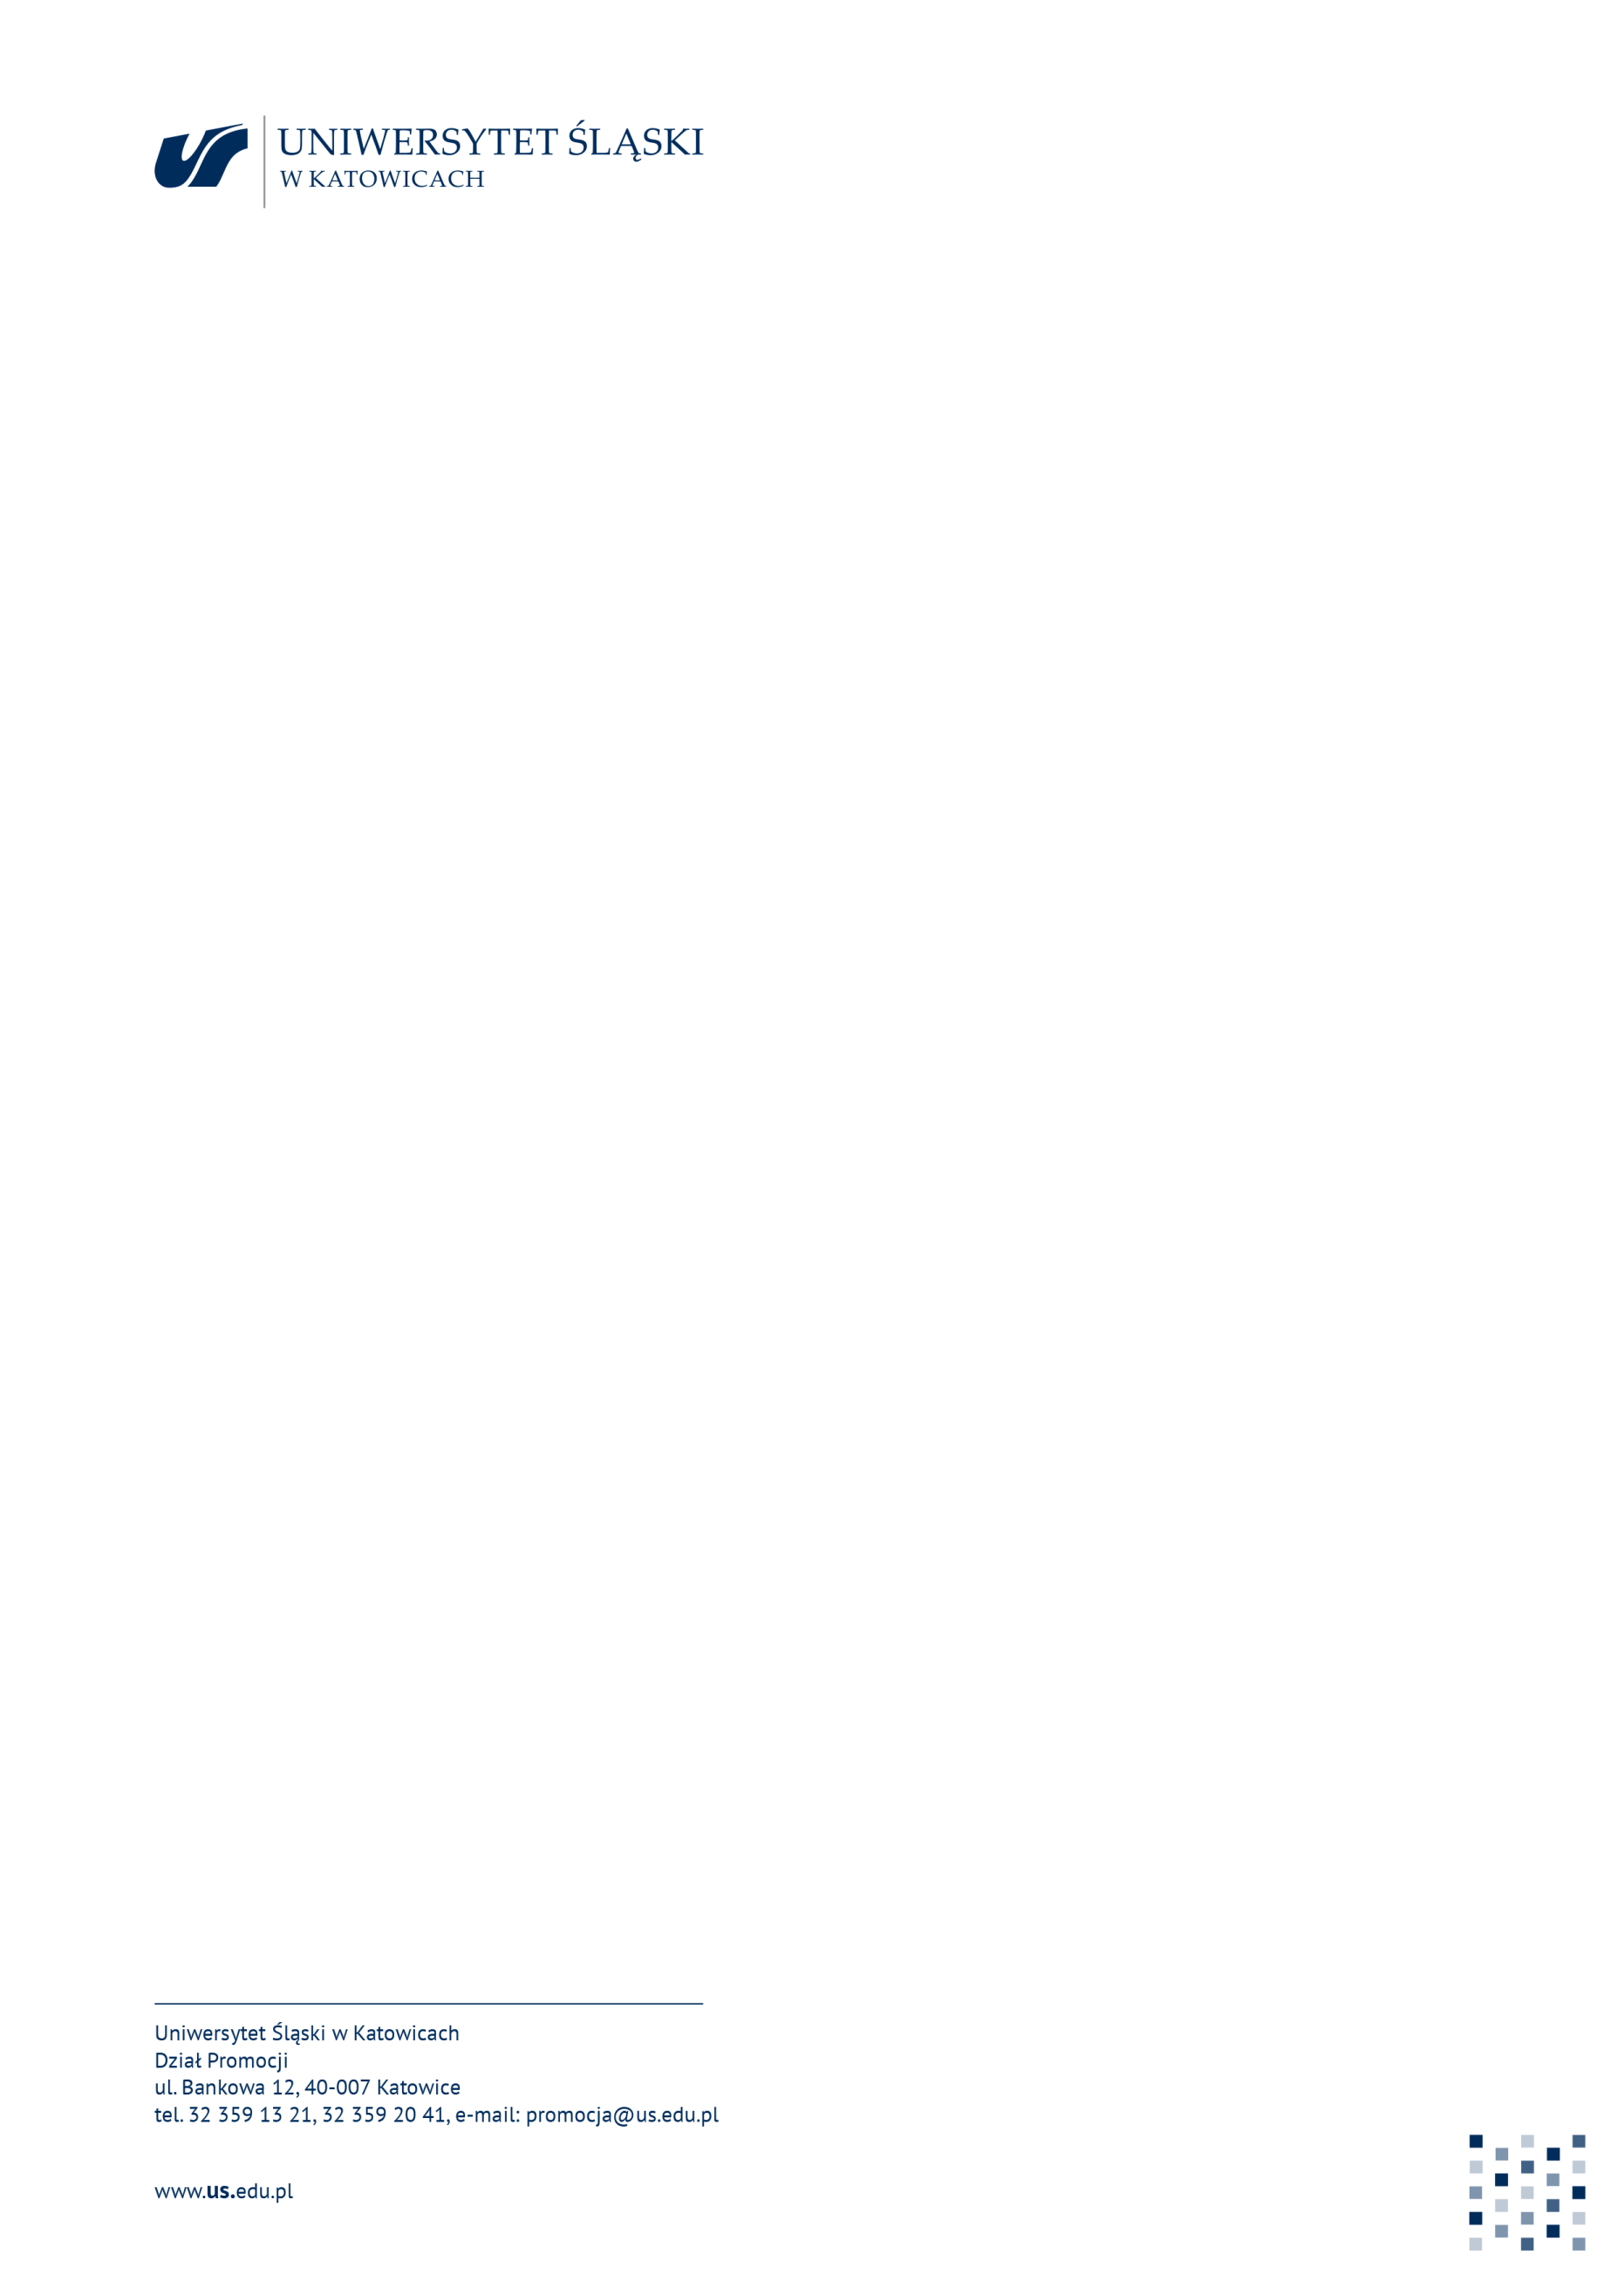 UNIWERSYTET ŚLĄSKI
W KATOWICACH
Uniwersytet Śląski w Katowicach
Dział Promocji
ul. Bankowa 12, 40-007 Katowice
tel. 32 359 13 21, 32 359 20 41, e-mail: promocja@us.edu.pl
www.us.edu.pl